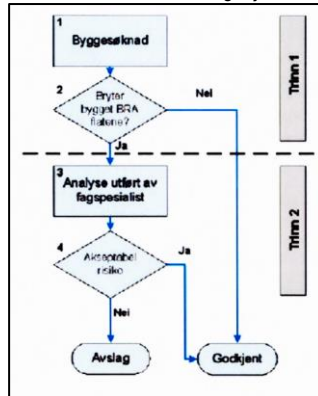 1
Byggesøknad
2
Bryter
bygget BRA
flatene?
Nei
Ja
Trinn 1
3
Analyse utført av
fagspesialist
4
Akseptabel
risiko
Ja
Nei
Trinn 2
Avslag
Godkjent